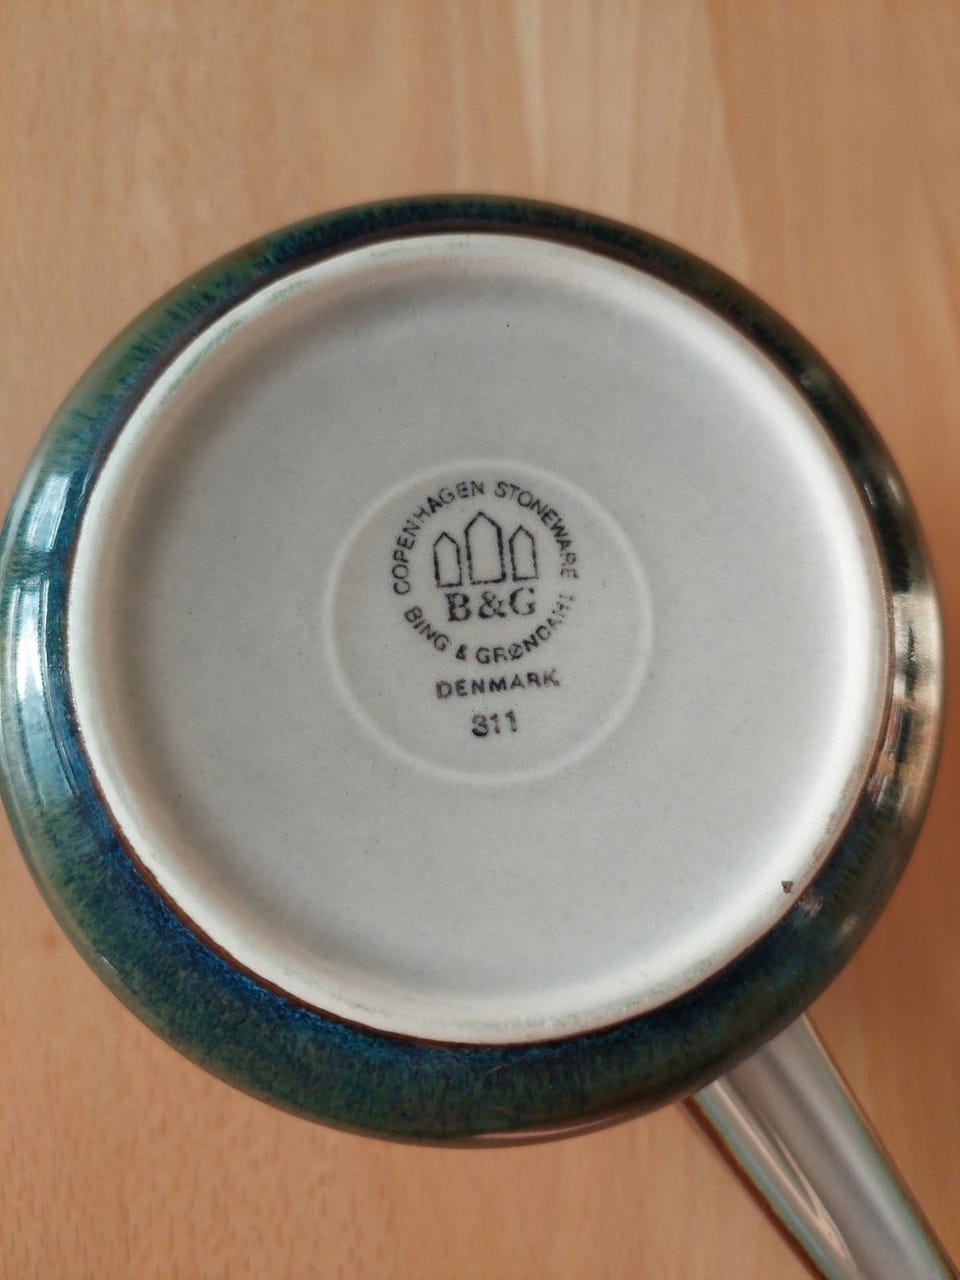 COPENHAGEN STONEWARE
B&G
BING & GRØNDAHL
DENMARK
311